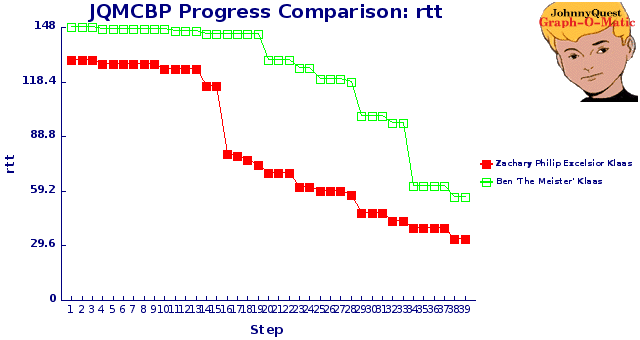 JQMCBP Progress Comparison: rtt
JohnnyQuest
Graph-O-Matic
148
118.4
88.8
59.2
29.6
0
rtt
1 2 3 4 5 6 7 8 9 10 11 12 13 14 15 16 17 18 19 20 21 22 23 24 25 26 27 28 29 30 31 32 33 34 35 36 37 38 39
Step
Zachary Philip Excelsior Klaas
Ben 'The Meister' Klaas